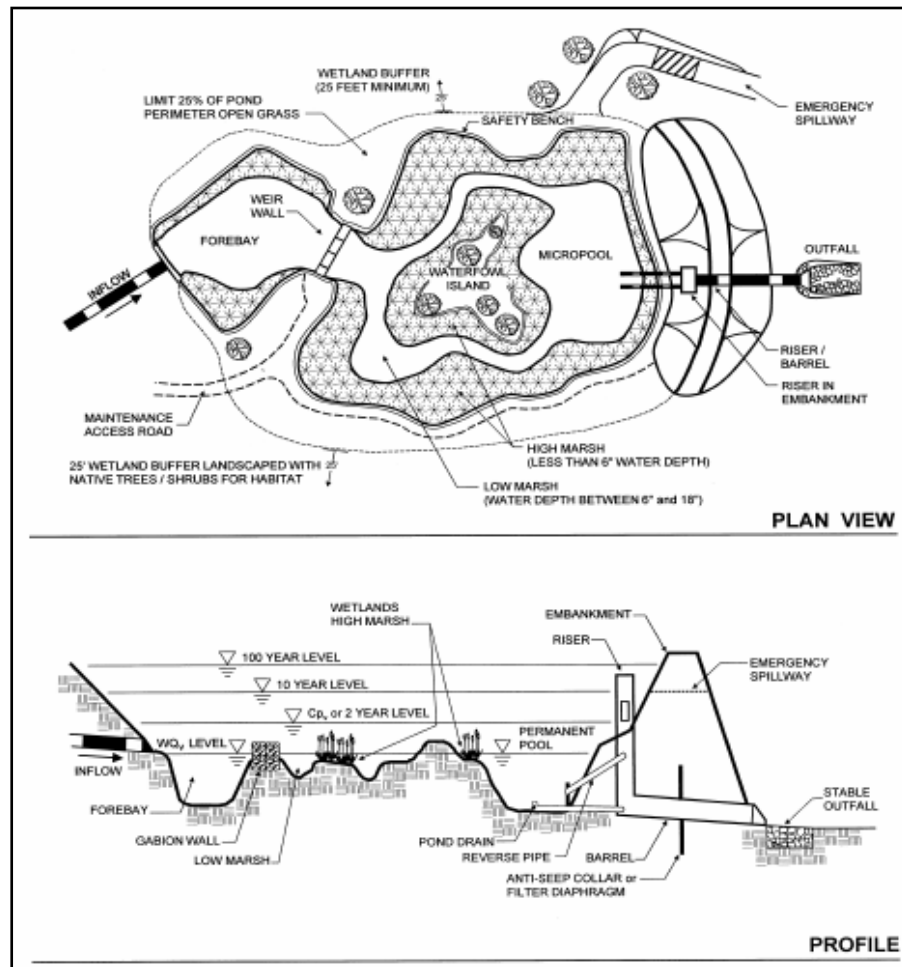 WETLAND BUFFER
(25 FEET MINIMUM)
25'
LIMIT 25% OF POND
PERIMETER OPEN GRASS
SAFETY BENCH
EMERGENCY
SPILLWAY
WEIR
WALL
FOREBAY
MICROPOOL
WATERFOWL
ISLAND
OUTFALL
INFLOW
RISER /
BARREL
RISER IN
EMBANKMENT
MAINTENANCE
ACCESS ROAD
HIGH MARSH
(LESS THAN 6" WATER DEPTH)
25' WETLAND BUFFER LANDSCAPED WITH
NATIVE TREES / SHRUBS FOR HABITAT
25'
LOW MARSH
(WATER DEPTH BETWEEN 6" and 18")
PLAN VIEW
WETLANDS
HIGH MARSH
EMBANKMENT
RISER
100 YEAR LEVEL
EMERGENCY
SPILLWAY
10 YEAR LEVEL
Cpv or 2 YEAR LEVEL
WQv LEVEL
PERMANENT
POOL
INFLOW
FOREBAY
STABLE
OUTFALL
GABION WALL
POND DRAIN
LOW MARSH
REVERSE PIPE
BARREL
ANTI-SEEP COLLAR or
FILTER DIAPHRAGM
PROFILE